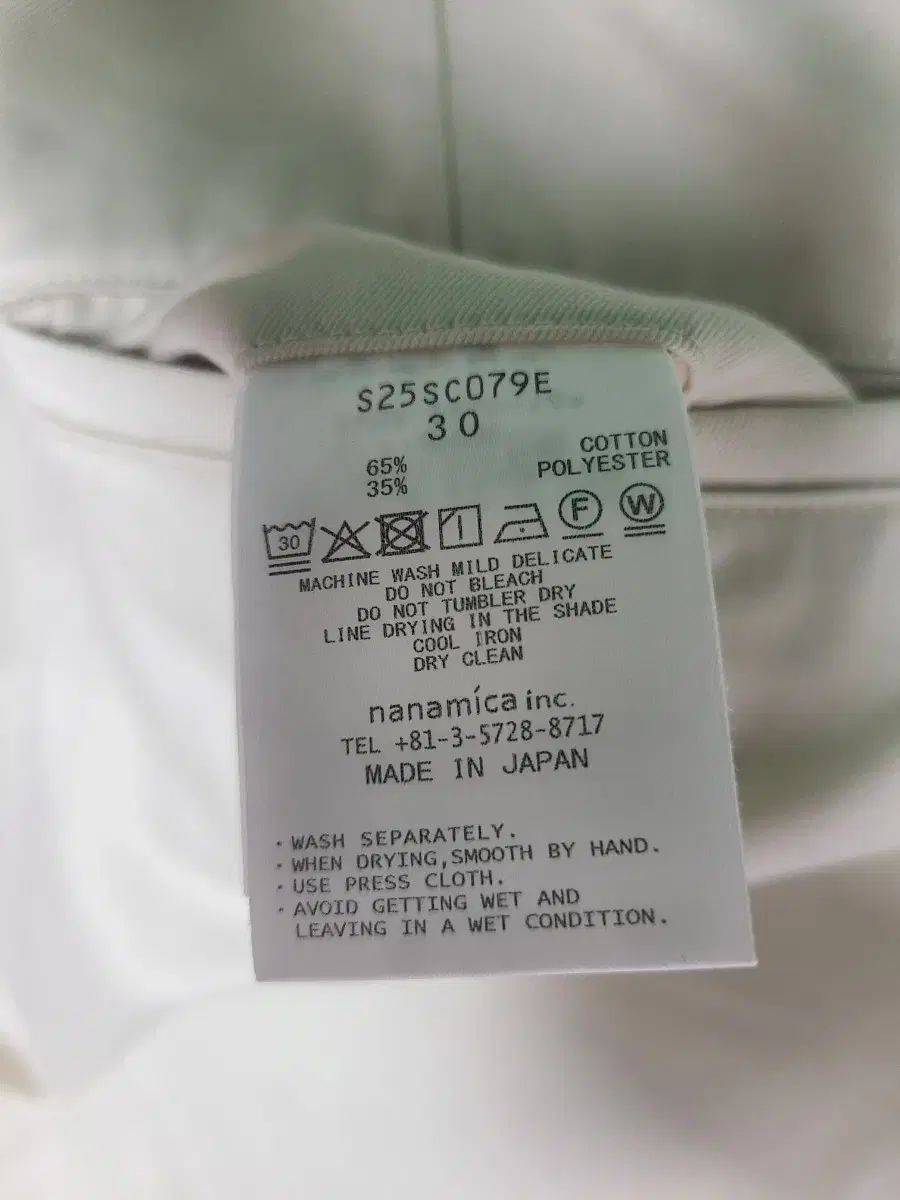 S25SC079E
30
65% COTTON
35% POLYESTER
30 F W
MACHINE WASH MILD DELICATE
DO NOT BLEACH
DO NOT TUMBLER DRY
LINE DRYING IN THE SHADE
COOL IRON
DRY CLEAN
nanamíca inc.
TEL +81-3-5728-8717
MADE IN JAPAN
・WASH SEPARATELY.
・WHEN DRYING,SMOOTH BY HAND.
・USE PRESS CLOTH.
・AVOID GETTING WET AND
LEAVING IN A WET CONDITION.